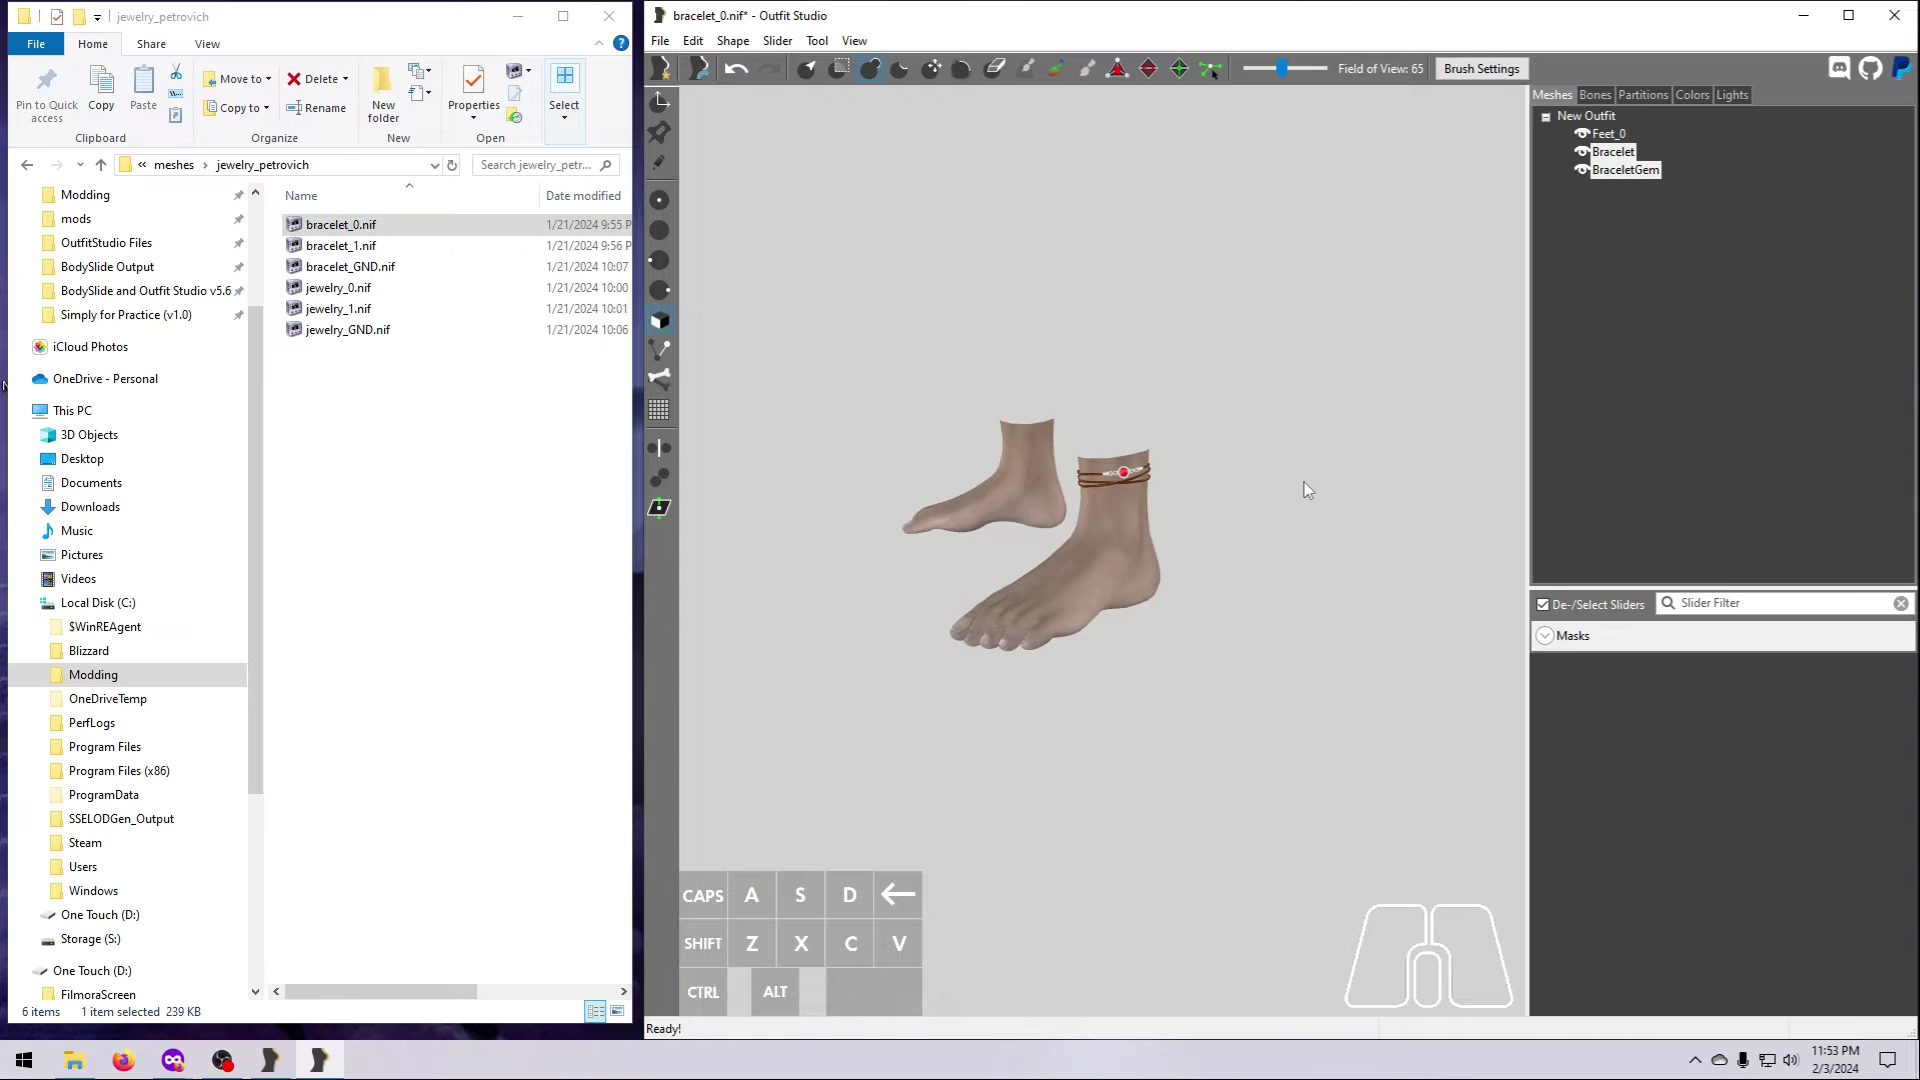 jewelry_petrovich
File
Home
Share
View
Pin to Quick access
Copy
Paste
Clipboard
Move to
Copy to
Delete
Rename
Organize
New folder
New
Properties
Open
Select
« meshes › jewelry_petrovich
Search jewelry_petr...
Modding
mods
OutfitStudio Files
BodySlide Output
BodySlide and Outfit Studio v5.6
Simply for Practice (v1.0)
iCloud Photos
OneDrive - Personal
This PC
3D Objects
Desktop
Documents
Downloads
Music
Pictures
Videos
Local Disk (C:)
$WinREAgent
Blizzard
Modding
OneDriveTemp
PerfLogs
Program Files
Program Files (x86)
ProgramData
SSELODGen_Output
Steam
Users
Windows
One Touch (D:)
Storage (S:)
One Touch (D:)
FilmoraScreen
Name Date modified
bracelet_0.nif 1/21/2024 9:55 P
bracelet_1.nif 1/21/2024 9:56 P
bracelet_GND.nif 1/21/2024 10:07
jewelry_0.nif 1/21/2024 10:00
jewelry_1.nif 1/21/2024 10:01
jewelry_GND.nif 1/21/2024 10:06
6 items 1 item selected 239 KB
bracelet_0.nif* - Outfit Studio
File Edit Shape Slider Tool View
Field of View: 65
Brush Settings
Meshes Bones Partitions Colors Lights
New Outfit
Feet_0
Bracelet
BraceletGem
De-/Select Sliders
Slider Filter
Masks
CAPS A S D
SHIFT Z X C V
CTRL ALT
Ready!
11:53 PM
2/3/2024